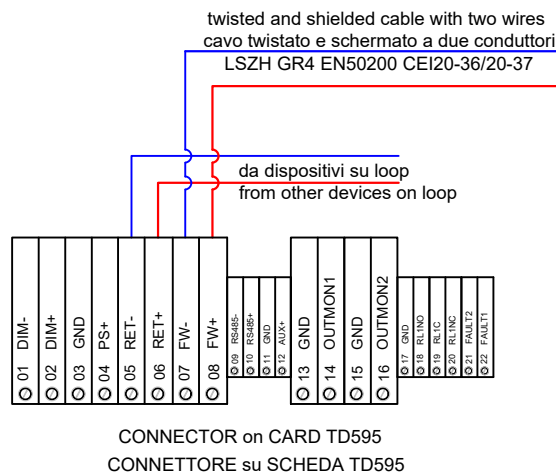 twisted and shielded cable with two wires
cavo twistato e schermato a due conduttori
LSZH GR4 EN50200 CEI20-36/20-37
da dispositivi su loop
from other devices on loop
01 DIM-
02 DIM+
03 GND
04 PS+
05 RET-
06 RET+
07 FW-
08 FW+
09 RS485-
10 RS485+
11 GND
12 AUX+
13 GND
14 OUTMON1
15 GND
16 OUTMON2
17 GND
18 RL1NO
19 RL1C
20 RL1NC
21 FAULT2
22 FAULT1
CONNECTOR on CARD TD595
CONNETTORE su SCHEDA TD595